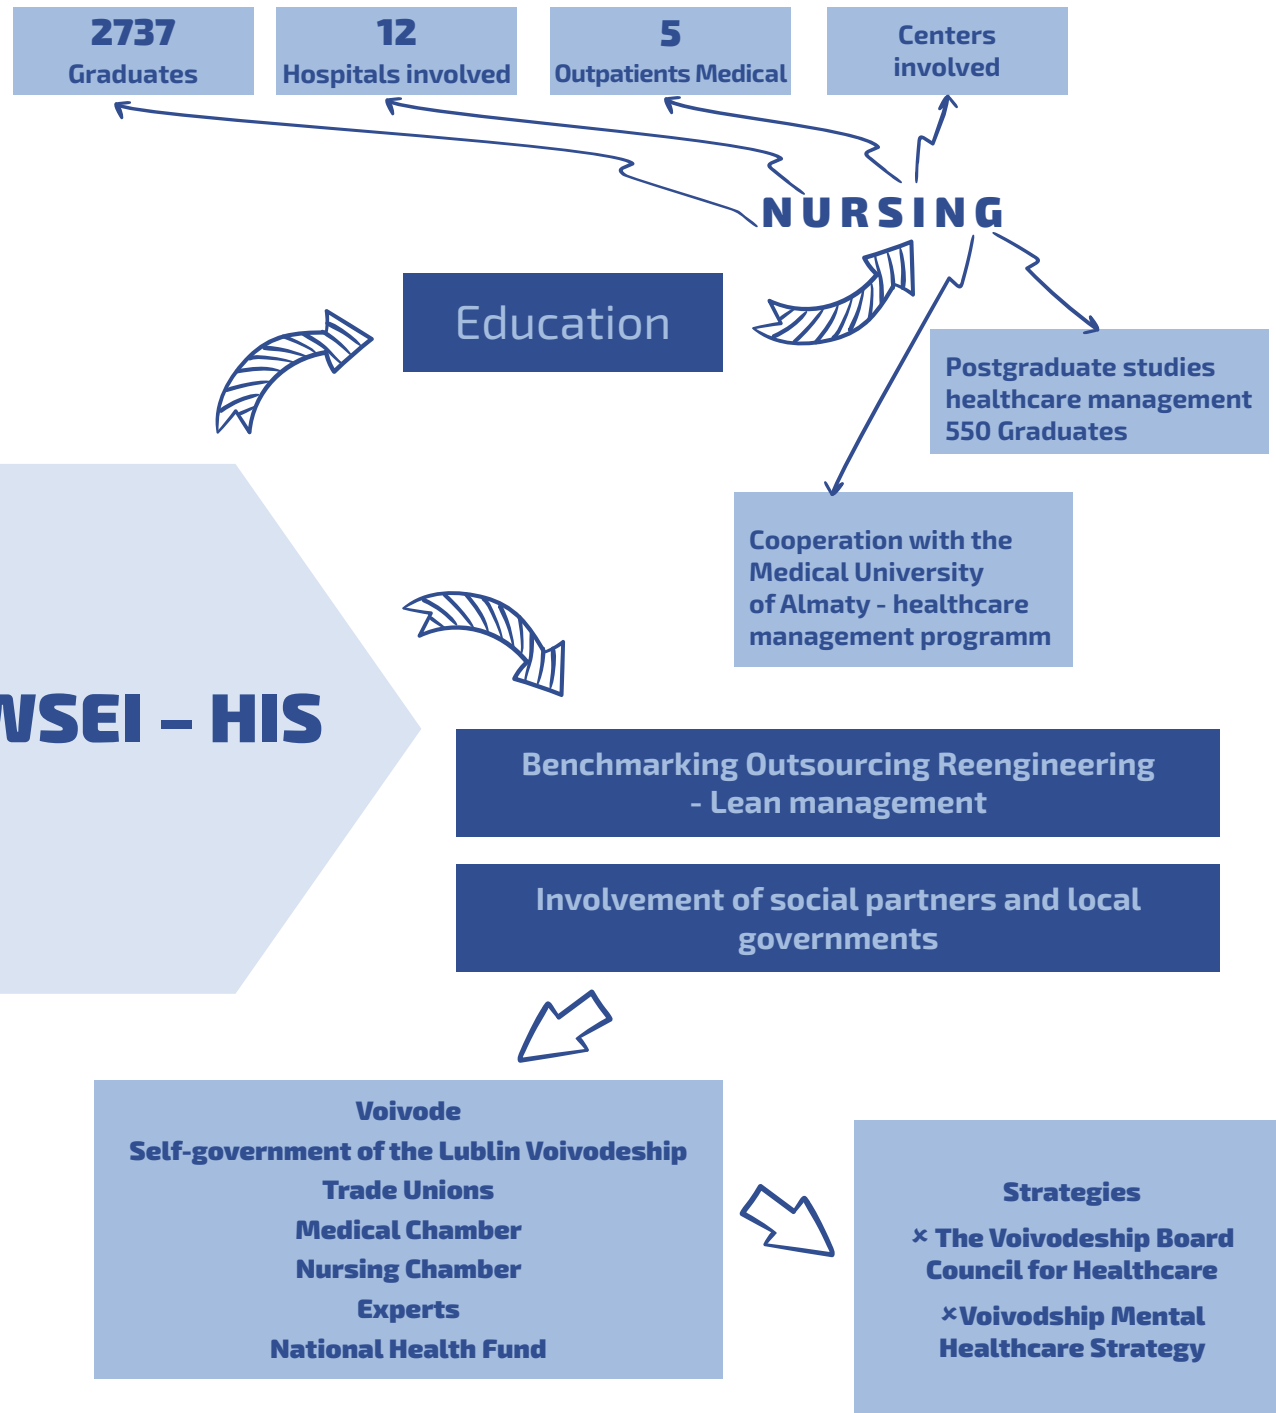 2737
Graduates
12
Hospitals involved
5
Outpatients Medical
Centers
involved
NURSING
Education
Postgraduate studies
healthcare management
550 Graduates
Cooperation with the
Medical University
of Almaty - healthcare
management programm
WSEI – HIS
Benchmarking Outsourcing Reengineering
- Lean management
Involvement of social partners and local
governments
Voivode
Self-government of the Lublin Voivodeship
Trade Unions
Medical Chamber
Nursing Chamber
Experts
National Health Fund
Strategies
× The Voivodeship Board
Council for Healthcare
×Voivodship Mental
Healthcare Strategy